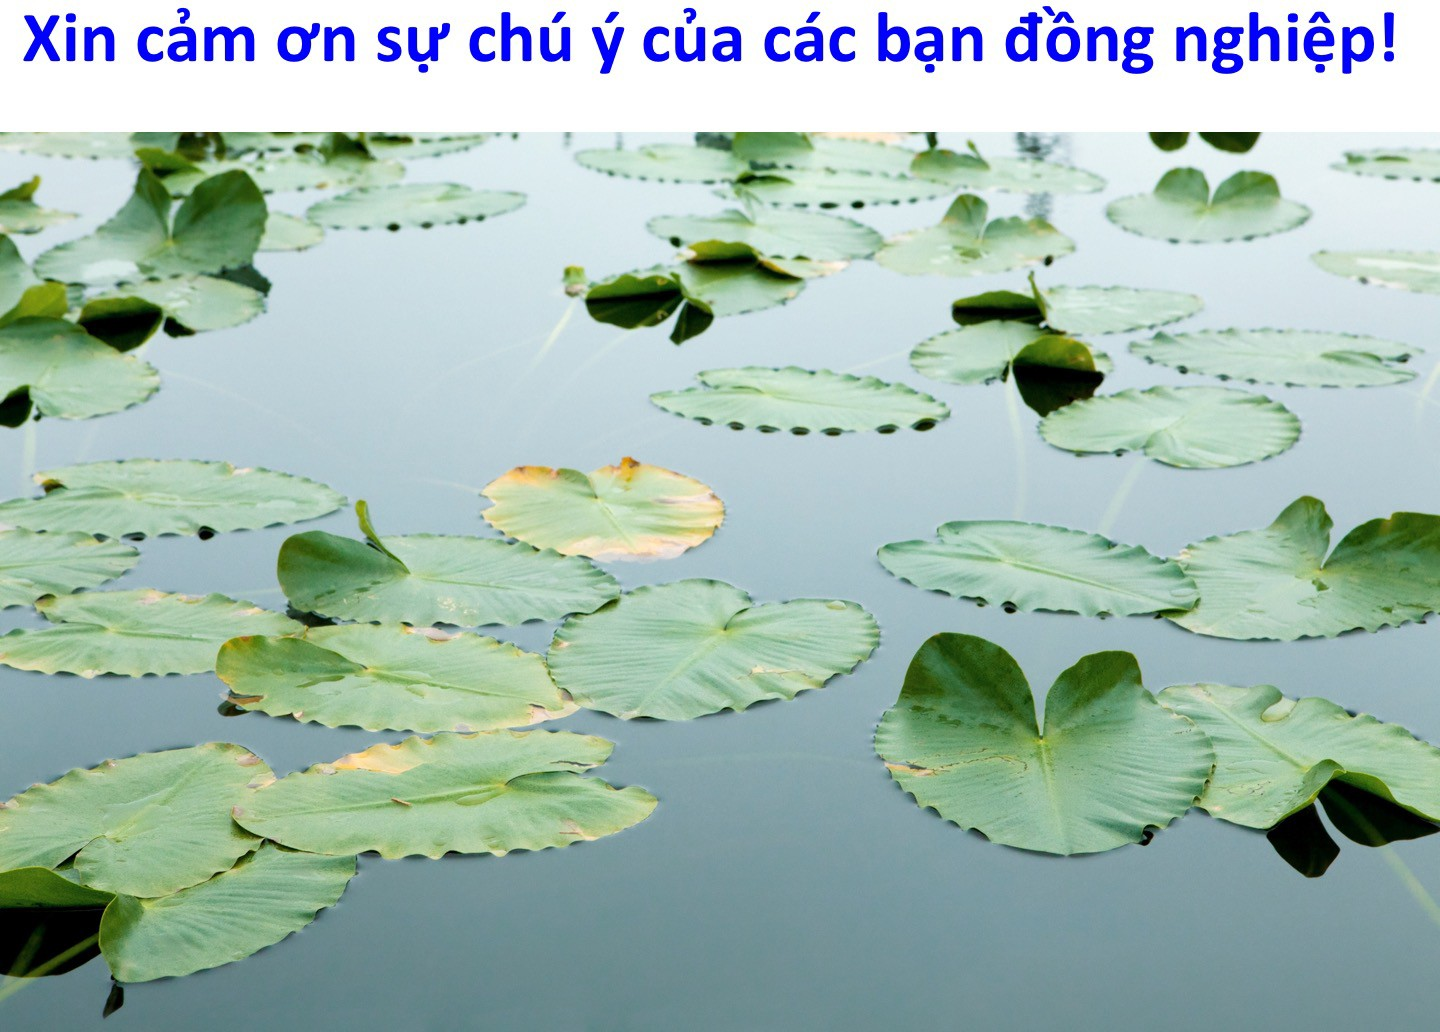 Xin cảm ơn sự chú ý của các bạn đồng nghiệp!